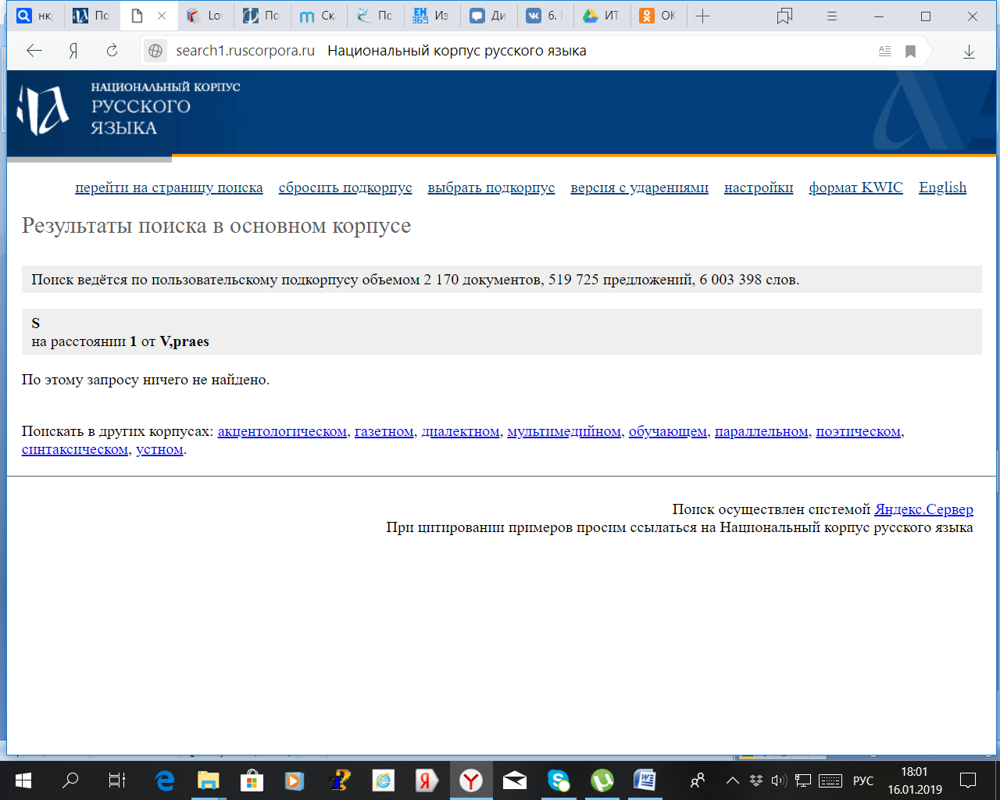 нк
По
Lo
По
Ск
По
Из
Ди
6.
ИТ
ОК
search1.ruscorpora.ru Национальный корпус русского языка
НАЦИОНАЛЬНЫЙ КОРПУС
РУССКОГО
ЯЗЫКА
перейти на страницу поиска сбросить подкорпус выбрать подкорпус версия с ударениями настройки формат KWIC English
Результаты поиска в основном корпусе
Поиск ведётся по пользовательскому подкорпусу объемом 2 170 документов, 519 725 предложений, 6 003 398 слов.
S
на расстоянии 1 от V,praes
По этому запросу ничего не найдено.
Поискать в других корпусах: акцентологическом, газетном, диалектном, мультимедийном, обучающем, параллельном, поэтическом,
синтаксическом, устном.
Поиск осуществлен системой Яндекс.Сервер
При цитировании примеров просим ссылаться на Национальный корпус русского языка
РУС
18:01
16.01.2019